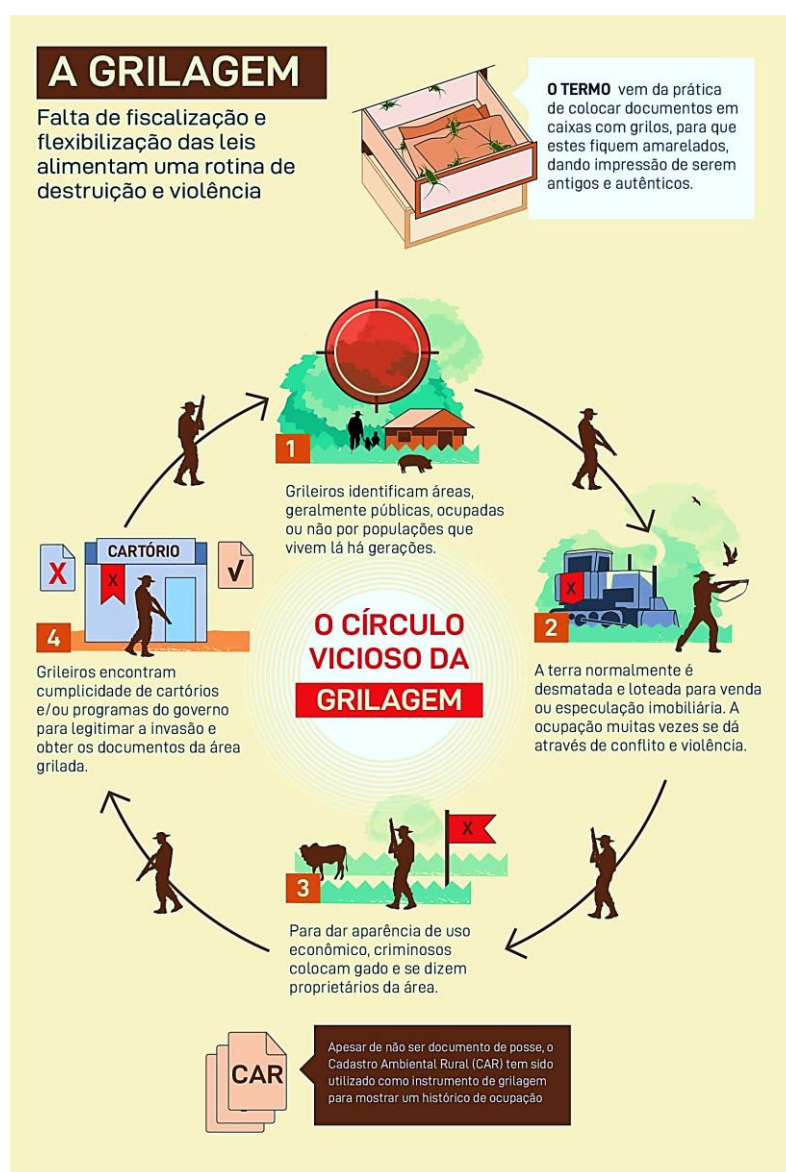 A GRILAGEM
Falta de fiscalização e
flexibilização das leis
alimentam uma rotina de
destruição e violência
O TERMO vem da prática
de colocar documentos em
caixas com grilos, para que
estes fiquem amarelados,
dando impressão de serem
antigos e autênticos.
1
Grileiros identificam áreas,
geralmente públicas, ocupadas
ou não por populações que
vivem lá há gerações.
X
2
A terra normalmente é
desmatada e loteada para venda
ou especulação imobiliária. A
ocupação muitas vezes se dá
através de conflito e violência.
X
3
Para dar aparência de uso
econômico, criminosos
colocam gado e se dizem
proprietários da área.
X
CARTÓRIO
X
√
4
Grileiros encontram
cumplicidade de cartórios
e/ou programas do governo
para legitimar a invasão e
obter os documentos da área
grilada.
O CÍRCULO
VICIOSO DA
GRILAGEM
CAR
Apesar de não ser documento de posse, o
Cadastro Ambiental Rural (CAR) tem sido
utilizado como instrumento de grilagem
para mostrar um histórico de ocupação